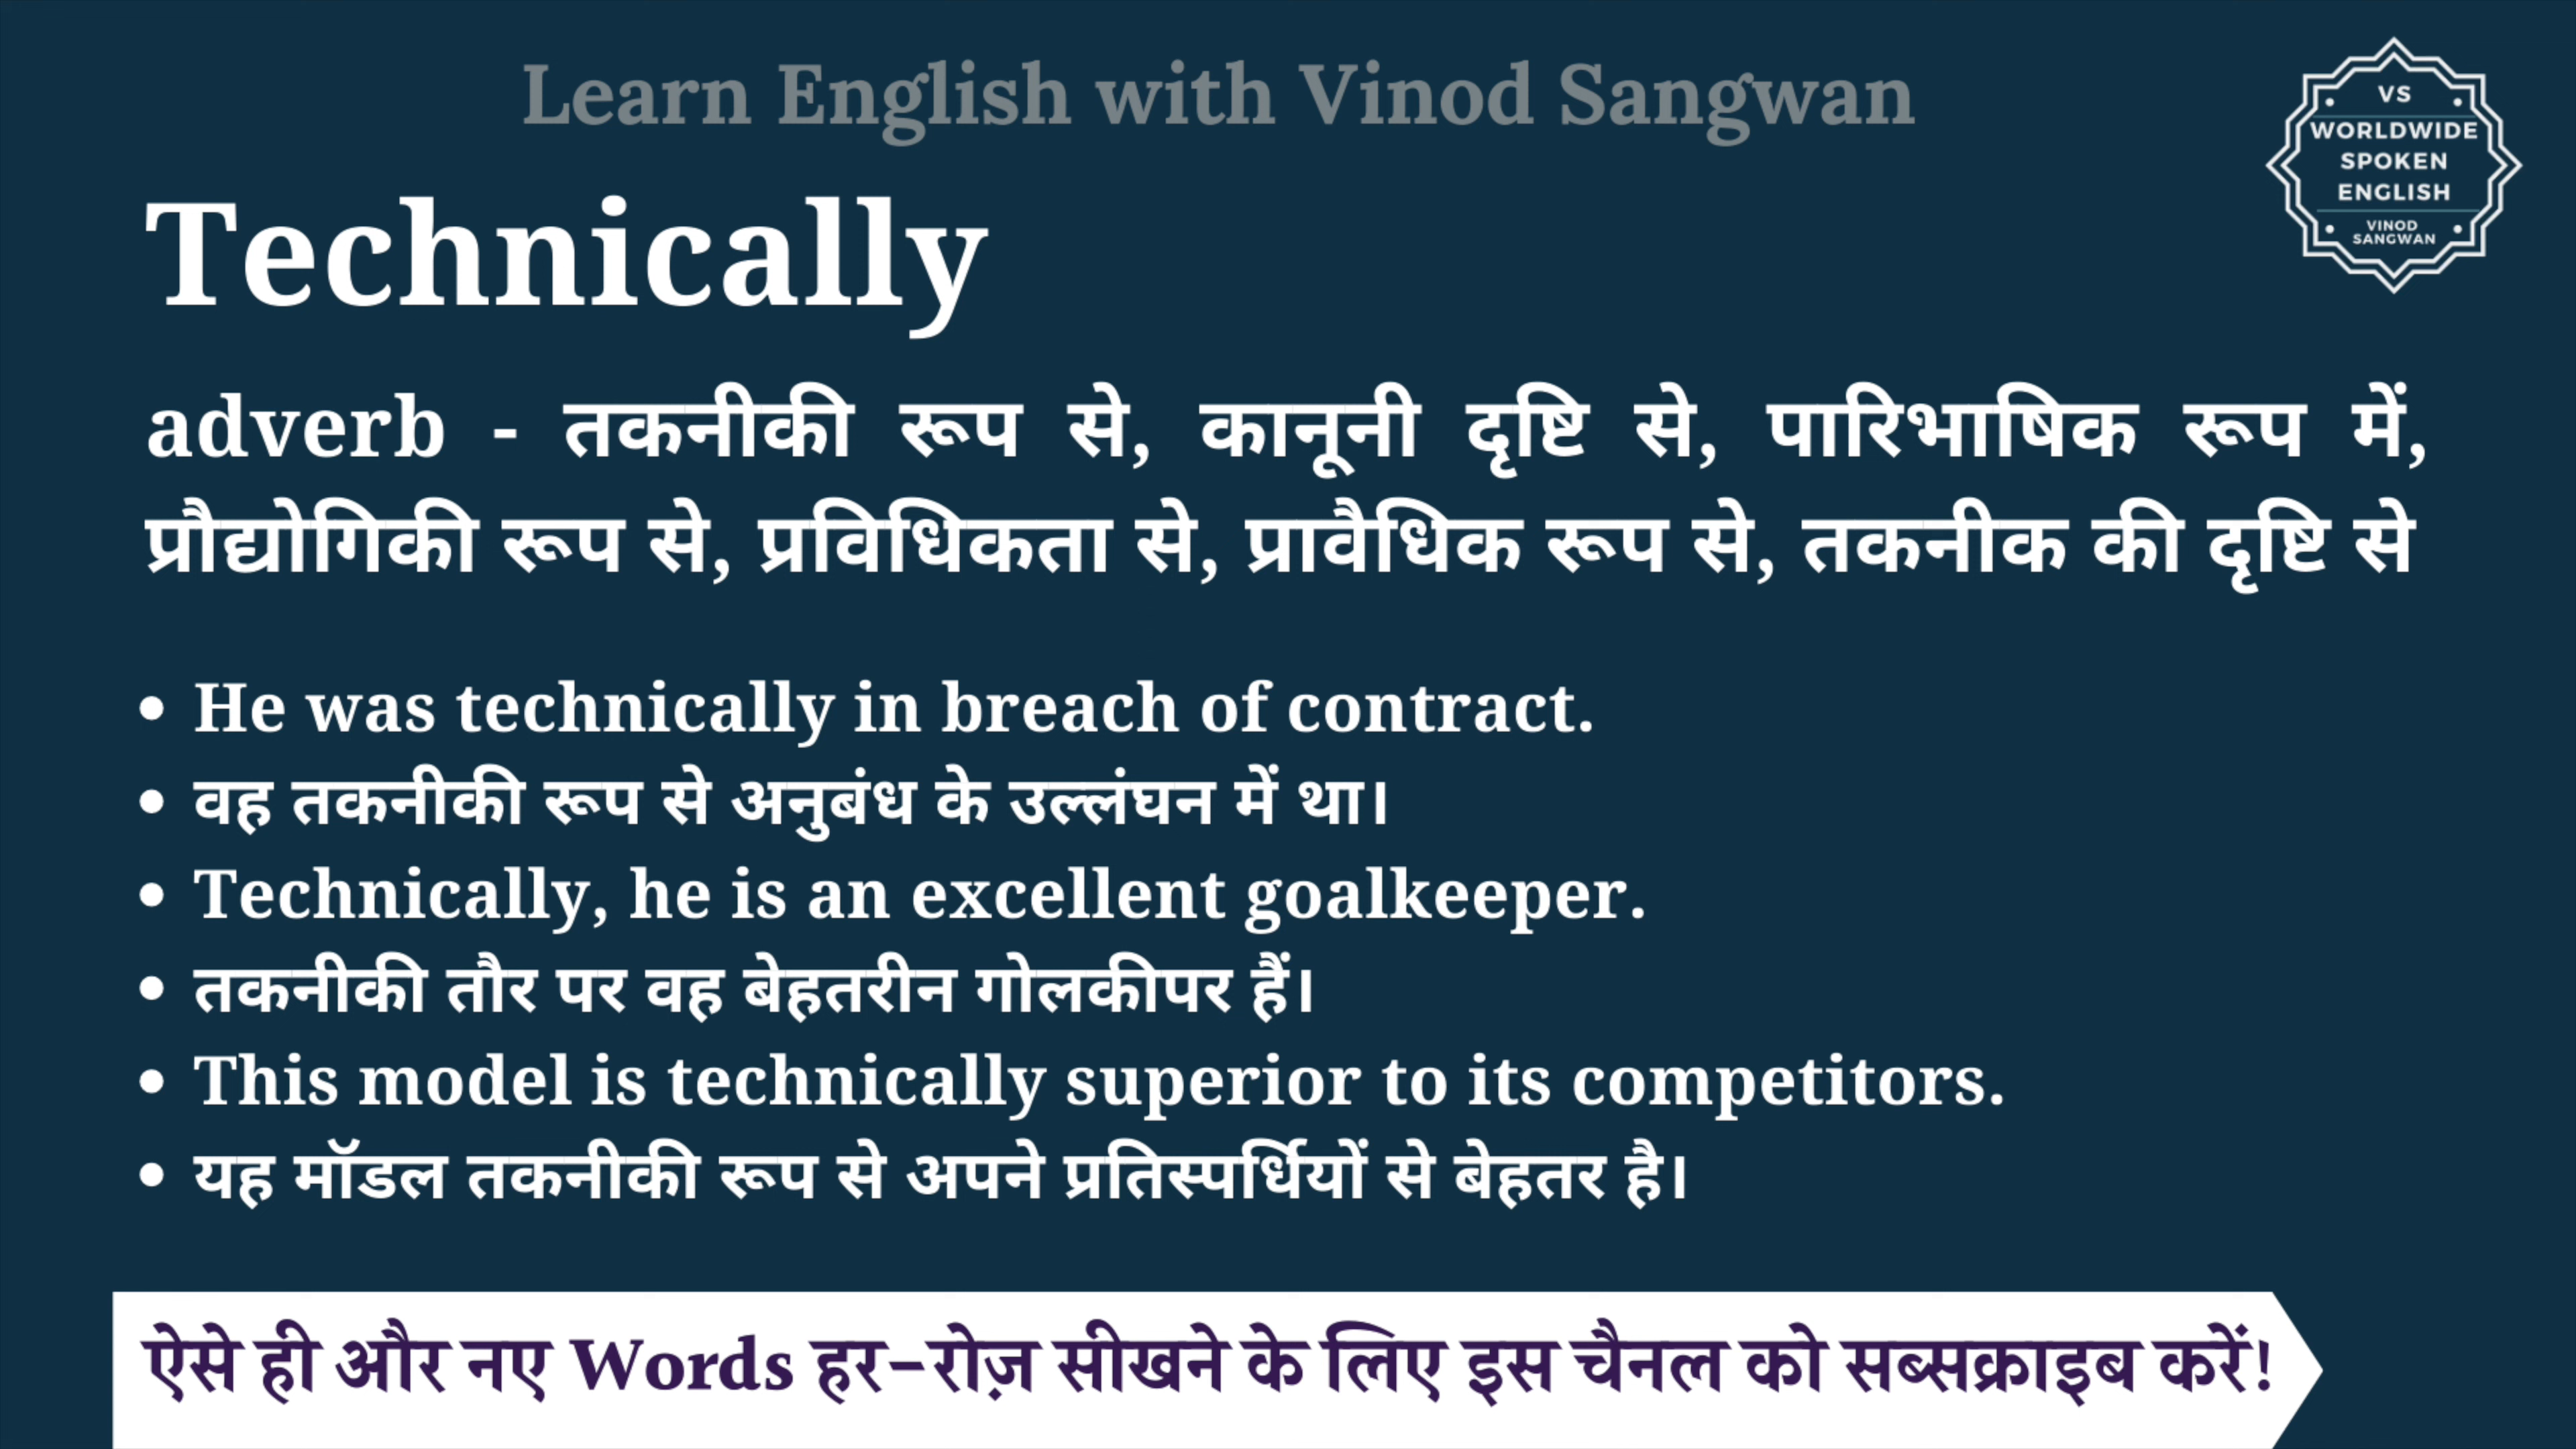 Learn English with Vinod Sangwan
VS
WORLDWIDE
SPOKEN
ENGLISH
VINOD
SANGWAN
Technically
adverb - तकनीकी रूप से, कानूनी दृष्टि से, पारिभाषिक रूप में,
प्रौद्योगिकी रूप से, प्रविधिकता से, प्रावैधिक रूप से, तकनीक की दृष्टि से
• He was technically in breach of contract.
• वह तकनीकी रूप से अनुबंध के उल्लंघन में था।
• Technically, he is an excellent goalkeeper.
• तकनीकी तौर पर वह बेहतरीन गोलकीपर हैं।
• This model is technically superior to its competitors.
• यह मॉडल तकनीकी रूप से अपने प्रतिस्पर्धियों से बेहतर है।
ऐसे ही और नए Words हर-रोज़ सीखने के लिए इस चैनल को सब्सक्राइब करें!